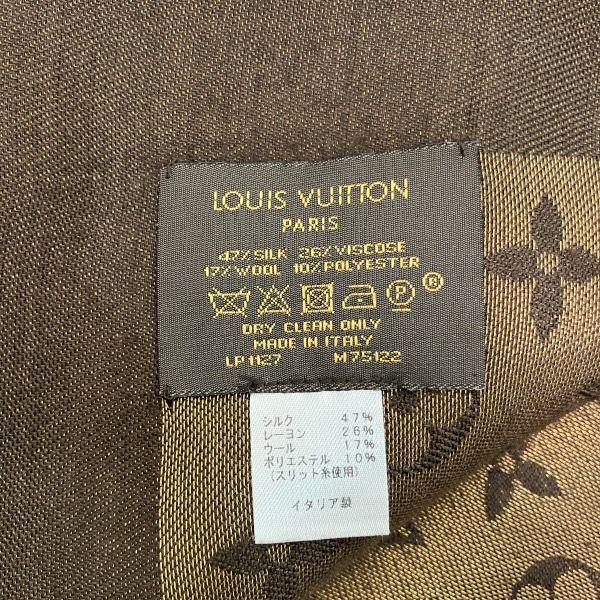 LOUIS VUITTON
PARIS
47% SILK 26% VISCOSE
17% WOOL 10% POLYESTER
P ®
DRY CLEAN ONLY
MADE IN ITALY
LP1127 M75122
シルク 47%
レーヨン 26%
ウール 17%
ポリエステル 10%
(スリット糸使用)
イタリア製